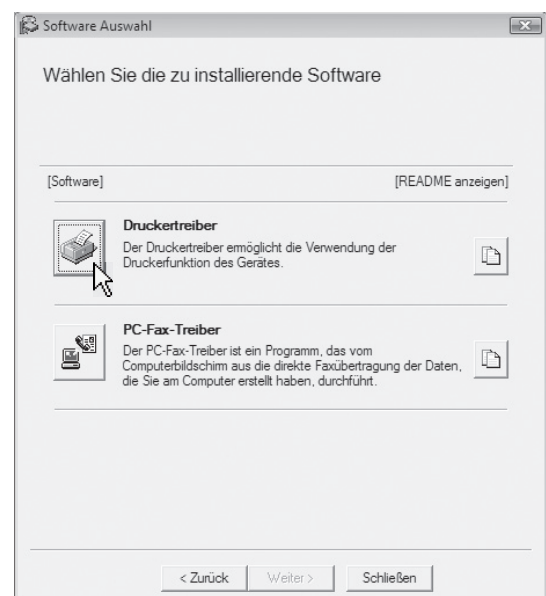 Software Auswahl
Wählen Sie die zu installierende Software
[Software] [README anzeigen]
Druckertreiber
Der Druckertreiber ermöglicht die Verwendung der
Druckerfunktion des Gerätes.
PC-Fax-Treiber
Der PC-Fax-Treiber ist ein Programm, das vom
Computerbildschim aus die direkte Faxübertragung der Daten,
die Sie am Computer erstellt haben, durchführt.
< Zurück Weiter > Schließen